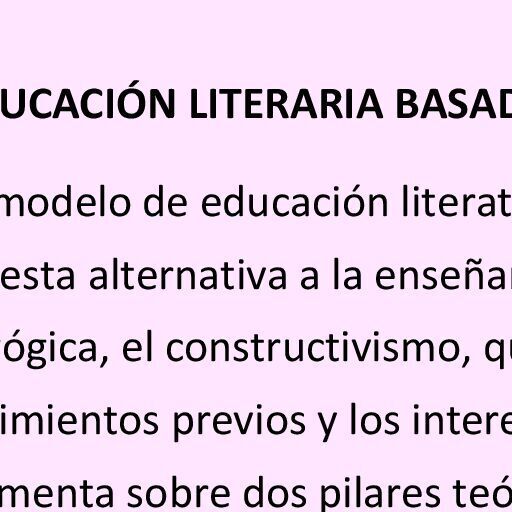 UCACIÓN LITERARIA BASAD
modelo de educación literat
esta alternativa a la enseñan
ógica, el constructivismo, qu
imientos previos y los intere
menta sobre dos pilares teó